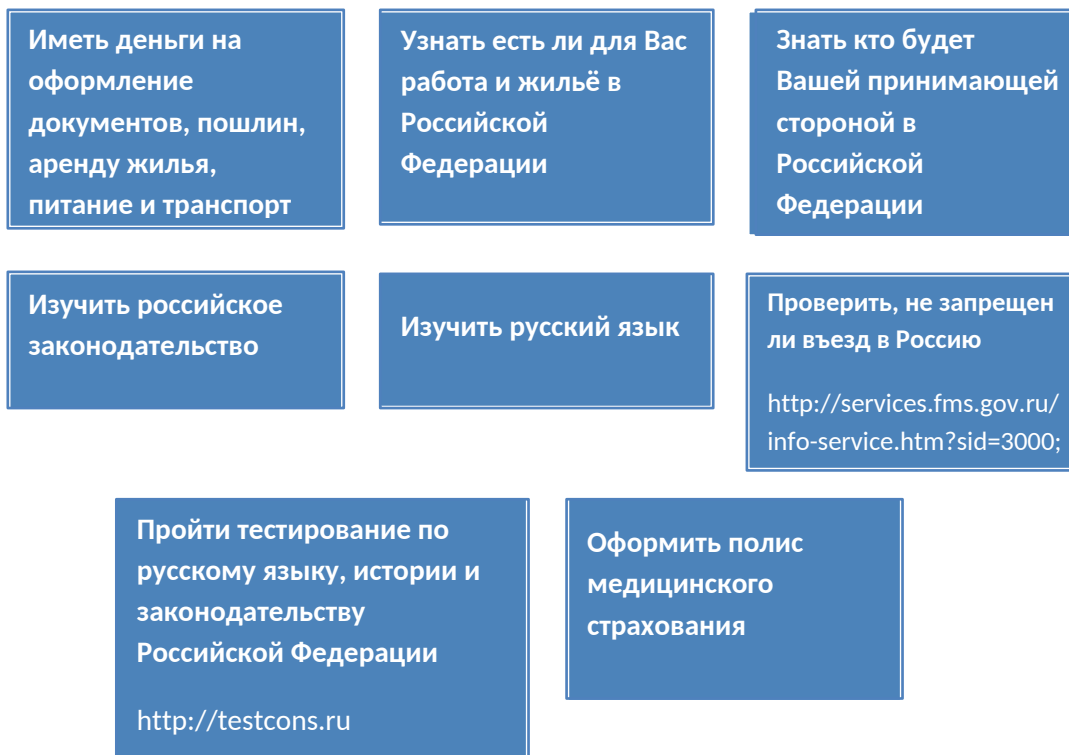 Иметь деньги на
оформление
документов, пошлин,
аренду жилья,
питание и транспорт
Узнать есть ли для Вас
работа и жильё в
Российской
Федерации
Знать кто будет
Вашей принимающей
стороной в
Российской
Федерации
Изучить российское
законодательство
Изучить русский язык
Проверить, не запрещен
ли въезд в Россию
http://services.fms.gov.ru/
info-service.htm?sid=3000;
Пройти тестирование по
русскому языку, истории и
законодательству
Российской Федерации
http://testcons.ru
Оформить полис
медицинского
страхования